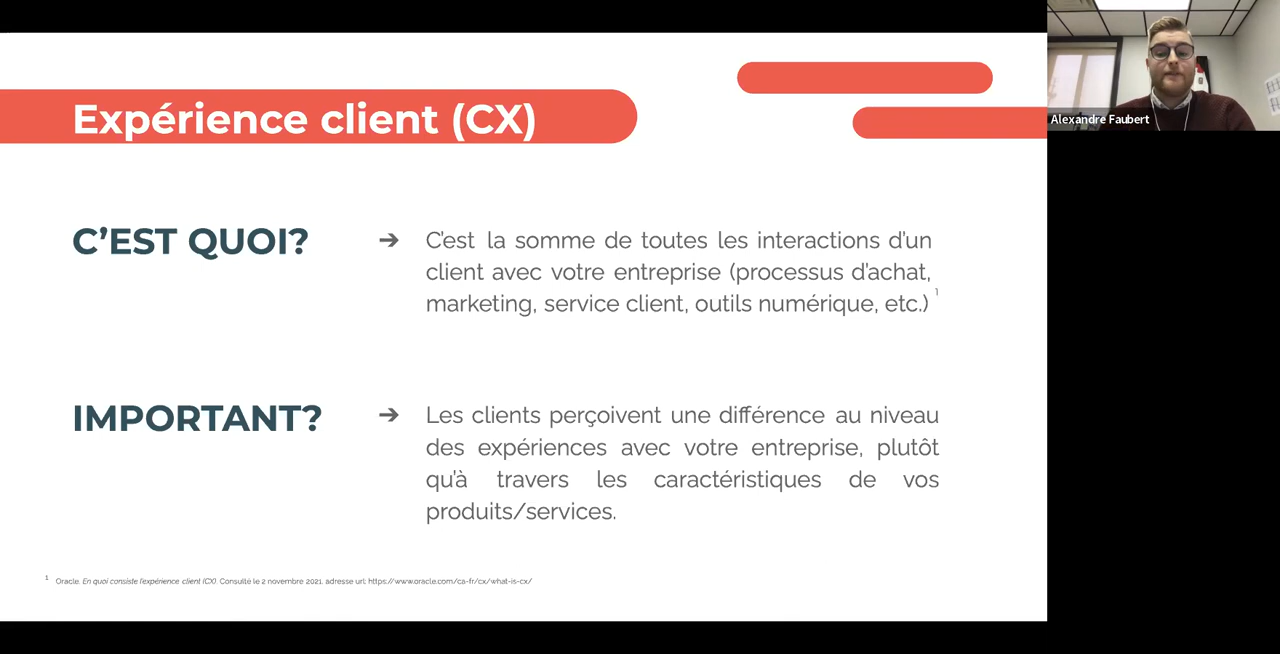 Expérience client (CX)
Alexandre Faubert
C'EST QUOI?
➔ C'est la somme de toutes les interactions d'un
client avec votre entreprise (processus d'achat,
marketing, service client, outils numérique, etc.) 1
IMPORTANT?
➔ Les clients perçoivent une différence au niveau
des expériences avec votre entreprise, plutôt
qu'à travers les caractéristiques de vos
produits/services.
1 Oracle. En quoi consiste l'expérience client (CX). Consulté le 2 novembre 2021. adresse url: https://www.oracle.com/ca-fr/cx/what-is-cx/